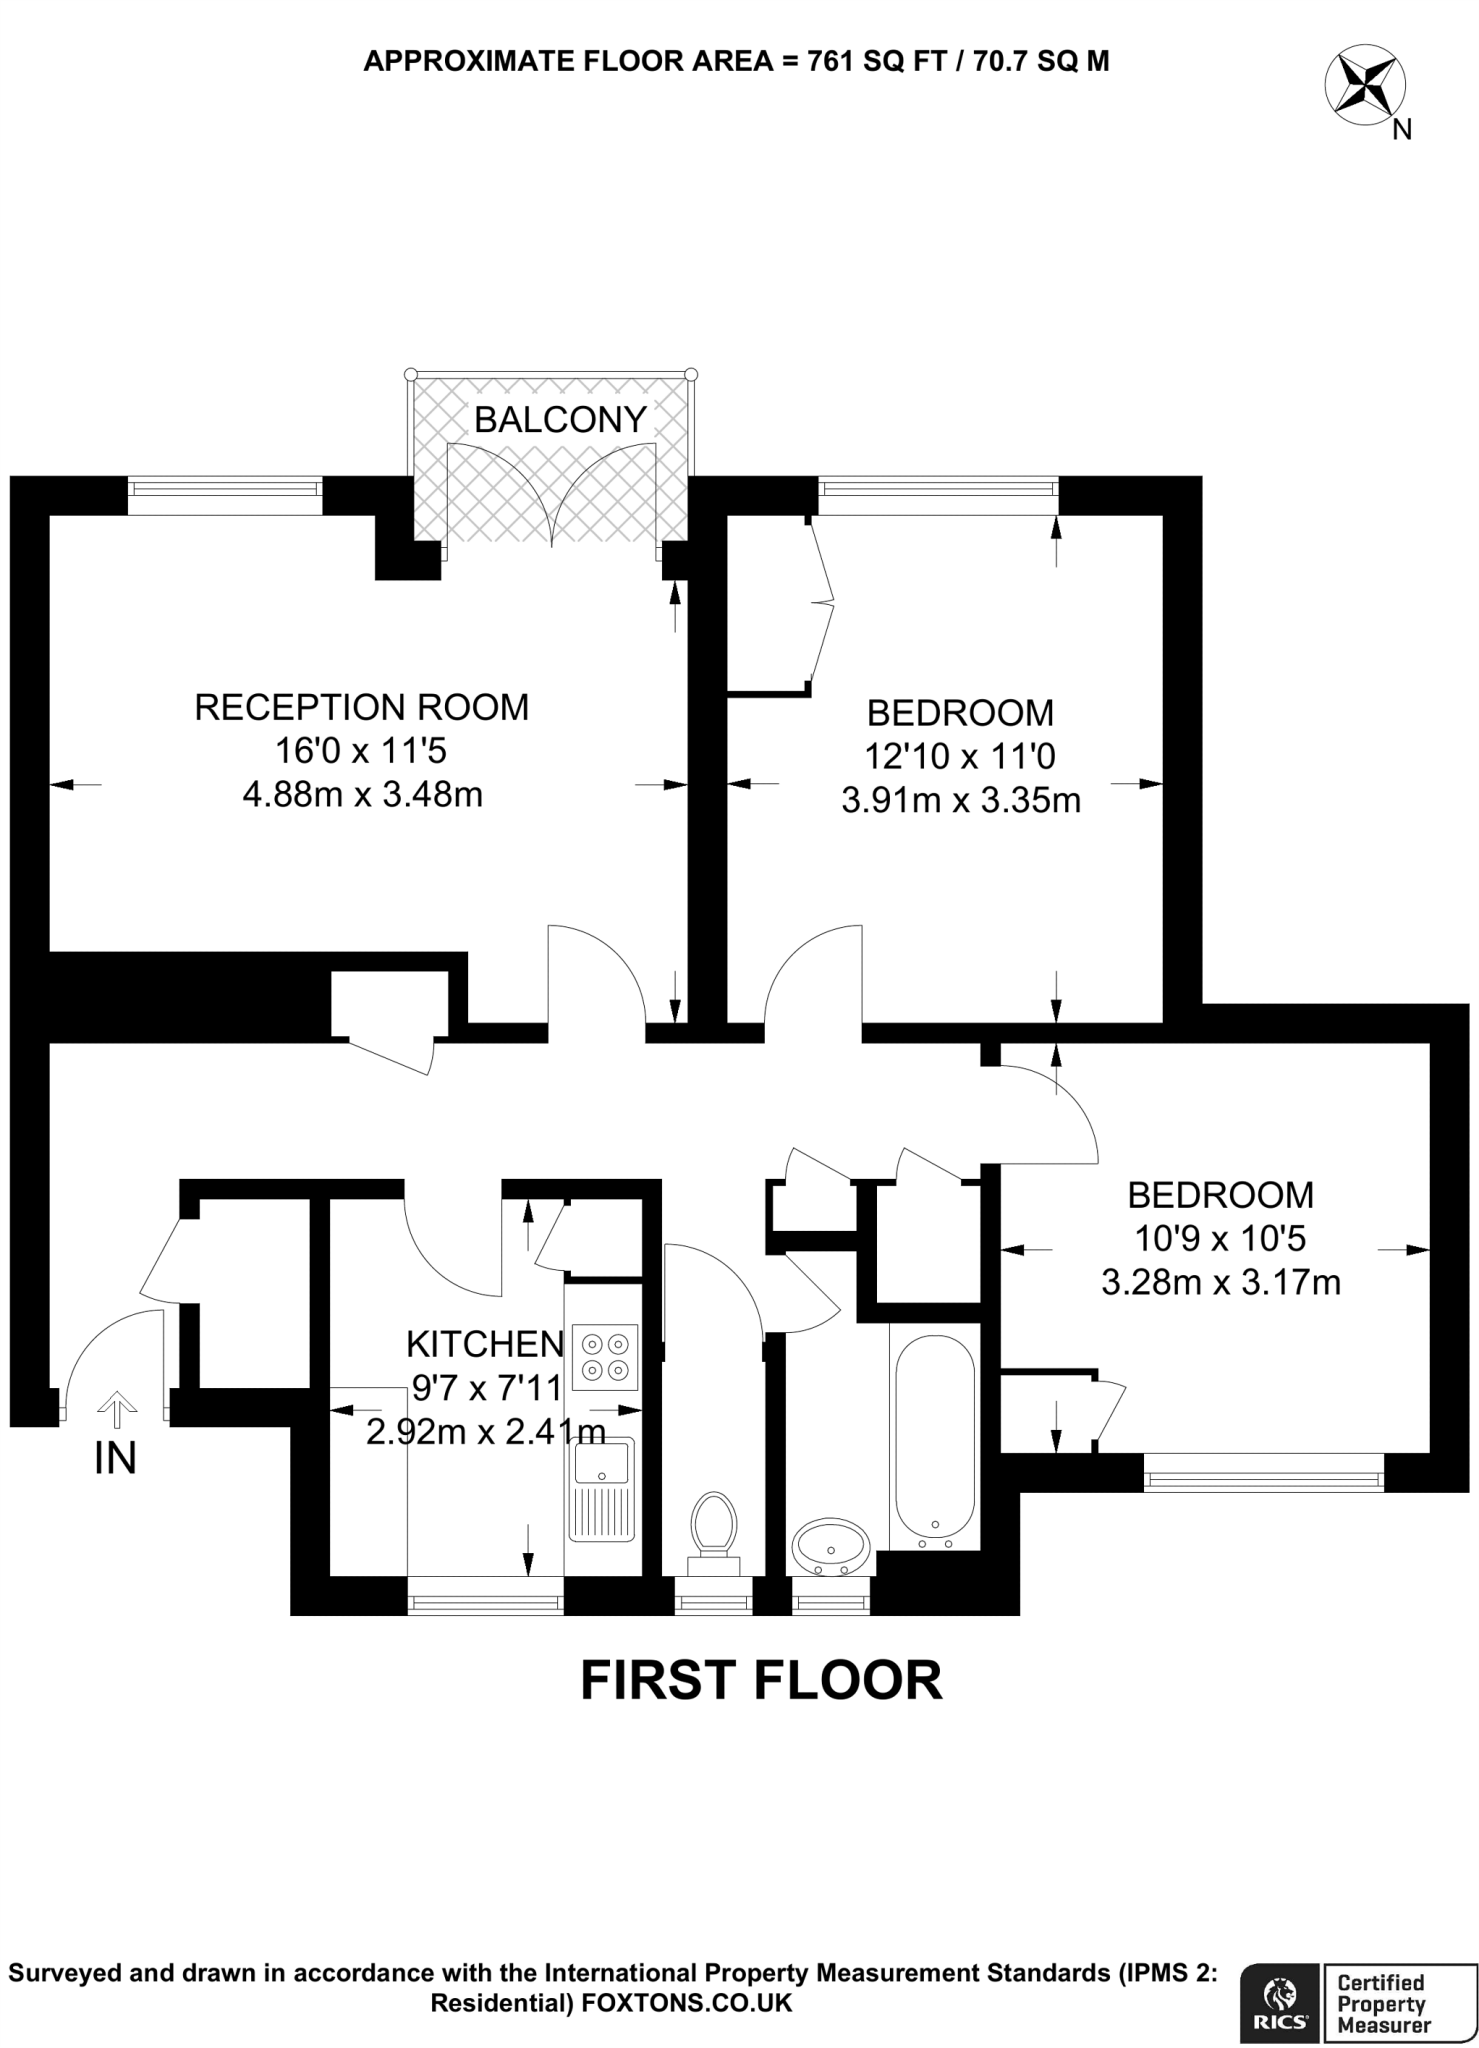 APPROXIMATE FLOOR AREA = 761 SQ FT / 70.7 SQ M
N
BALCONY
RECEPTION ROOM
16'0 x 11'5
4.88m x 3.48m
BEDROOM
12'10 x 11'0
3.91m x 3.35m
BEDROOM
10'9 x 10'5
3.28m x 3.17m
KITCHEN
9'7 x 7'11
2.92m x 2.41m
IN
FIRST FLOOR
Surveyed and drawn in accordance with the International Property Measurement Standards (IPMS 2:
Residential) FOXTONS.CO.UK
RICS
Certified
Property
Measurer